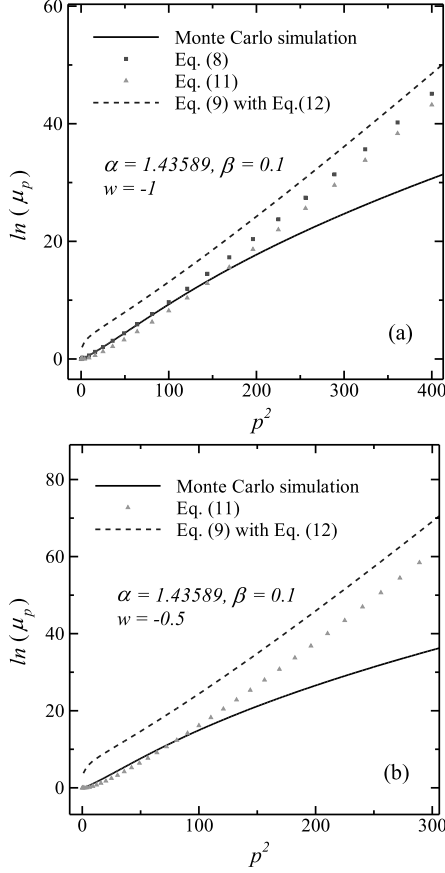 60
40
20
0
ln (μp)
Monte Carlo simulation
Eq. (8)
Eq. (11)
Eq. (9) with Eq.(12)
α = 1.43589, β = 0.1
w = -1
(a)
0 100 200 300 400
p²
80
60
40
20
0
ln (μp)
Monte Carlo simulation
Eq. (11)
Eq. (9) with Eq. (12)
α = 1.43589, β = 0.1
w = -0.5
(b)
0 100 200 300
p²